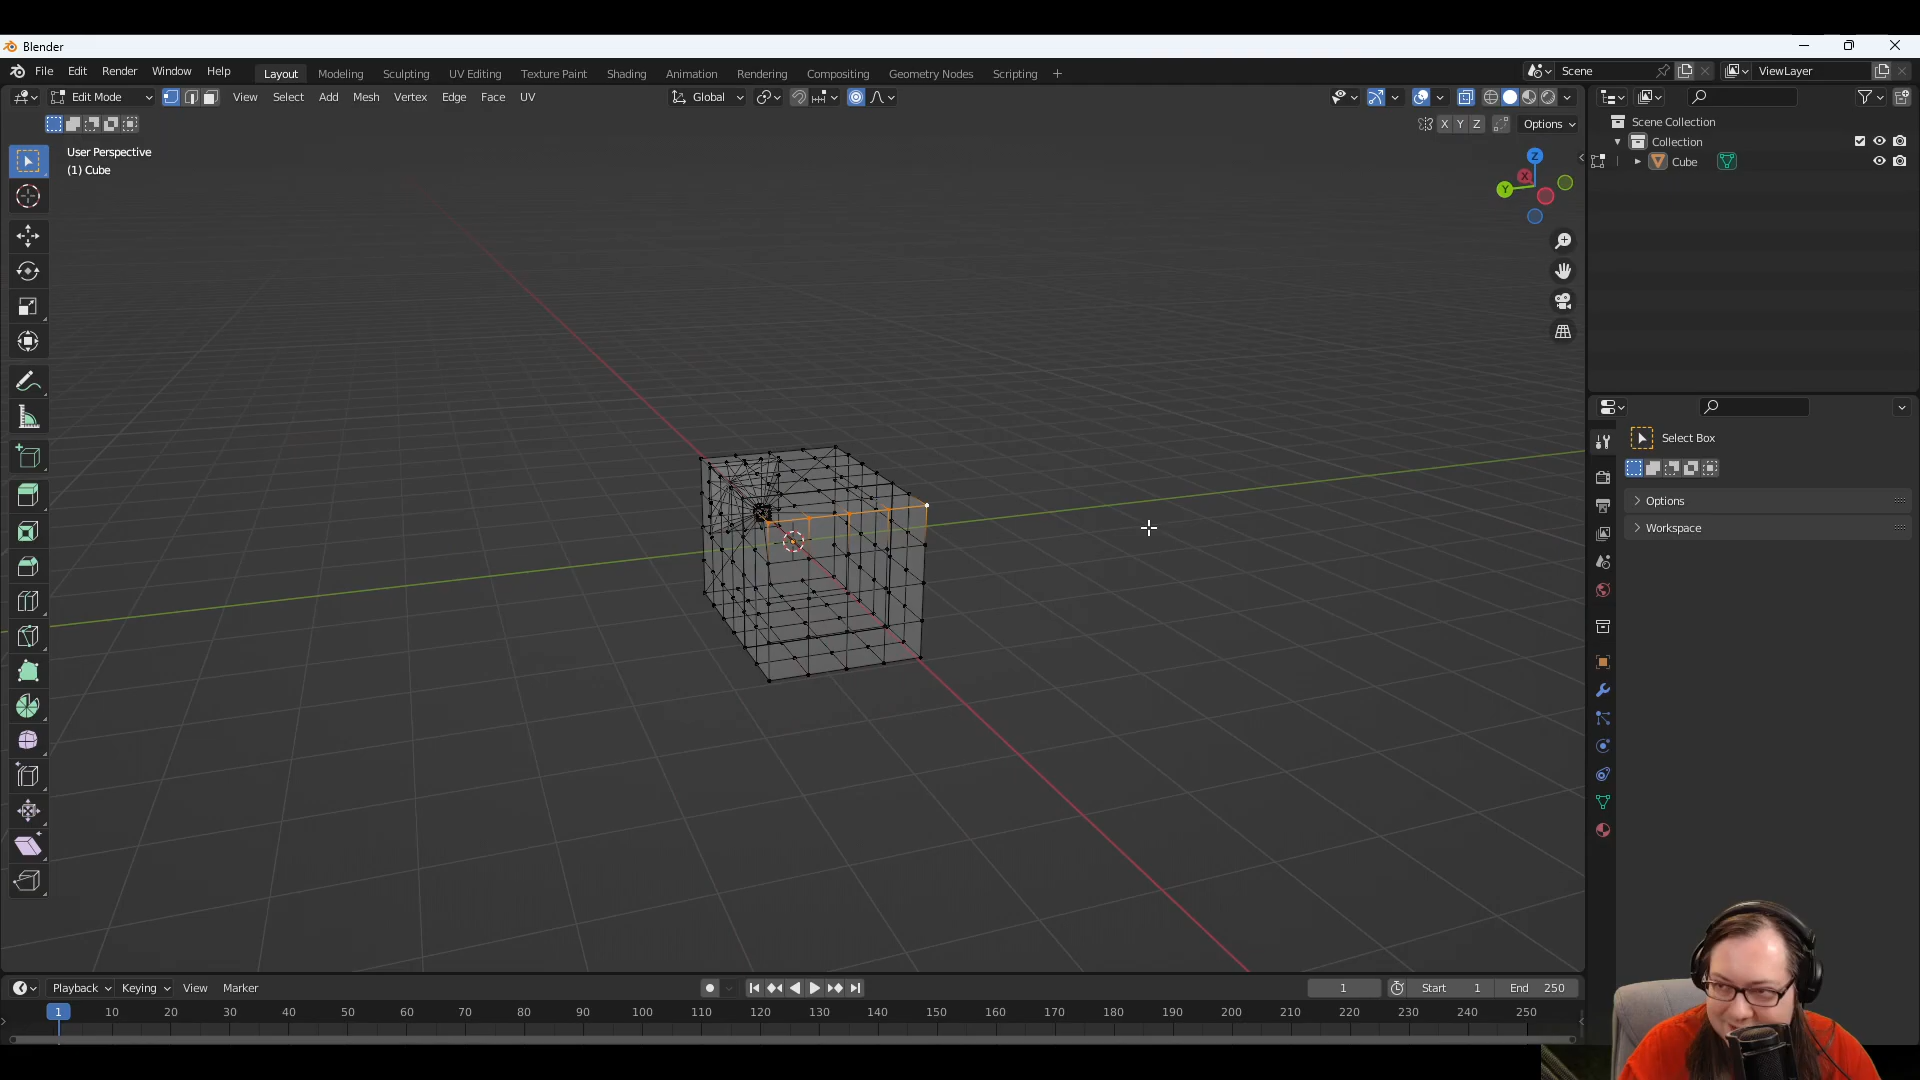 Blender
File Edit Render Window Help Layout Modeling Sculpting UV Editing Texture Paint Shading Animation Rendering Compositing Geometry Nodes Scripting + Scene ViewLayer
Edit Mode View Select Add Mesh Vertex Edge Face UV Global
X Y Z Options
User Perspective
(1) Cube
Z
X
Y
Scene Collection
Collection
Cube
Select Box
Options
Workspace
Playback Keying View Marker 1 Start 1 End 250
1 10 20 30 40 50 60 70 80 90 100 110 120 130 140 150 160 170 180 190 200 210 220 230 240 250